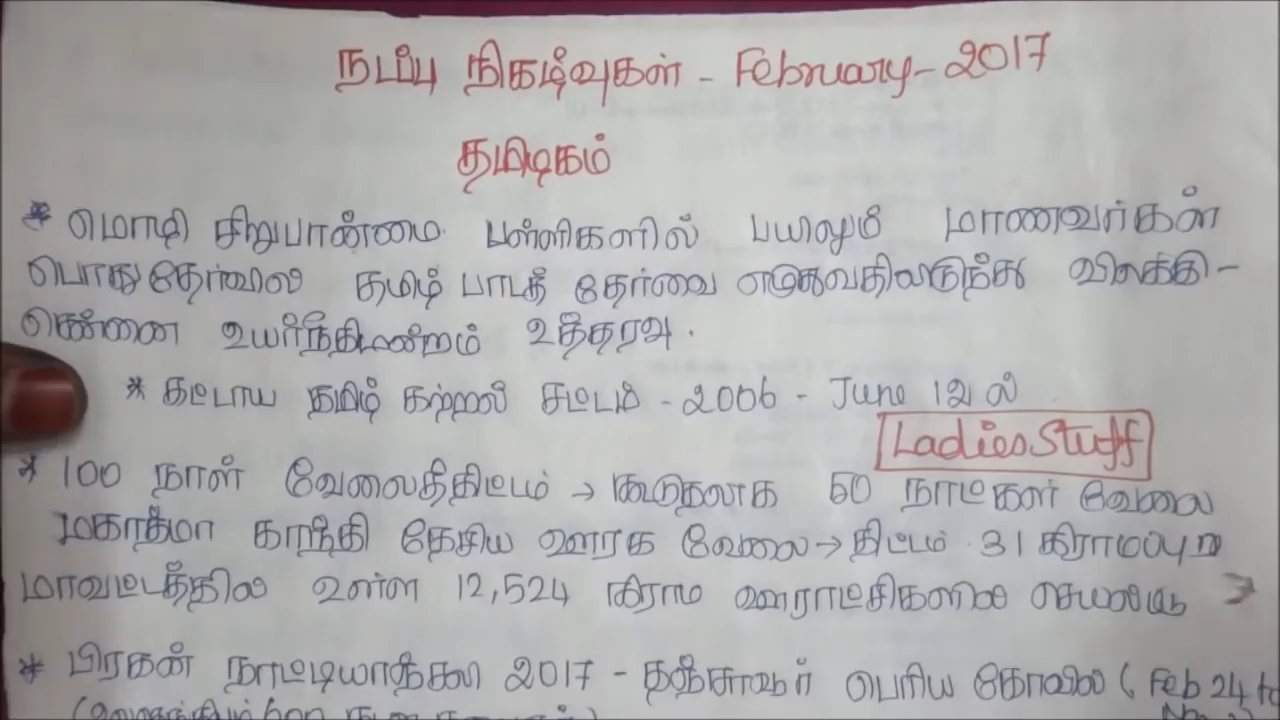 நடப்பு நிகழ்வுகள் - February - 2017
தமிழகம்
* மொழி சிறுபான்மை பள்ளிகளில் பயிலும் மாணவர்கள்
பொதுதேர்வில் தமிழ் பாடத் தேர்வை எழுதுவதிலிருந்து விலக்கு -
சென்னை உயர்நீதிமன்றம் உத்தரவு.
* கட்டாய தமிழ் கற்றல் சட்டம் - 2006 - June 12 ல்
Ladies Stuff
* 100 நாள் வேலைதிட்டம் → கூடுதலாக 50 நாட்கள் வேலை
மகாத்மா காந்தி தேசிய ஊரக வேலை → திட்டம் 31 கிராமப்புற
மாவட்டத்தில் உள்ள 12,524 கிராம ஊராட்சிகளில்
* பிரகன் நாட்டியாஞ்சலி 2017 - தஞ்சாவூர் பெரிய கோவில் ( Feb 24 to